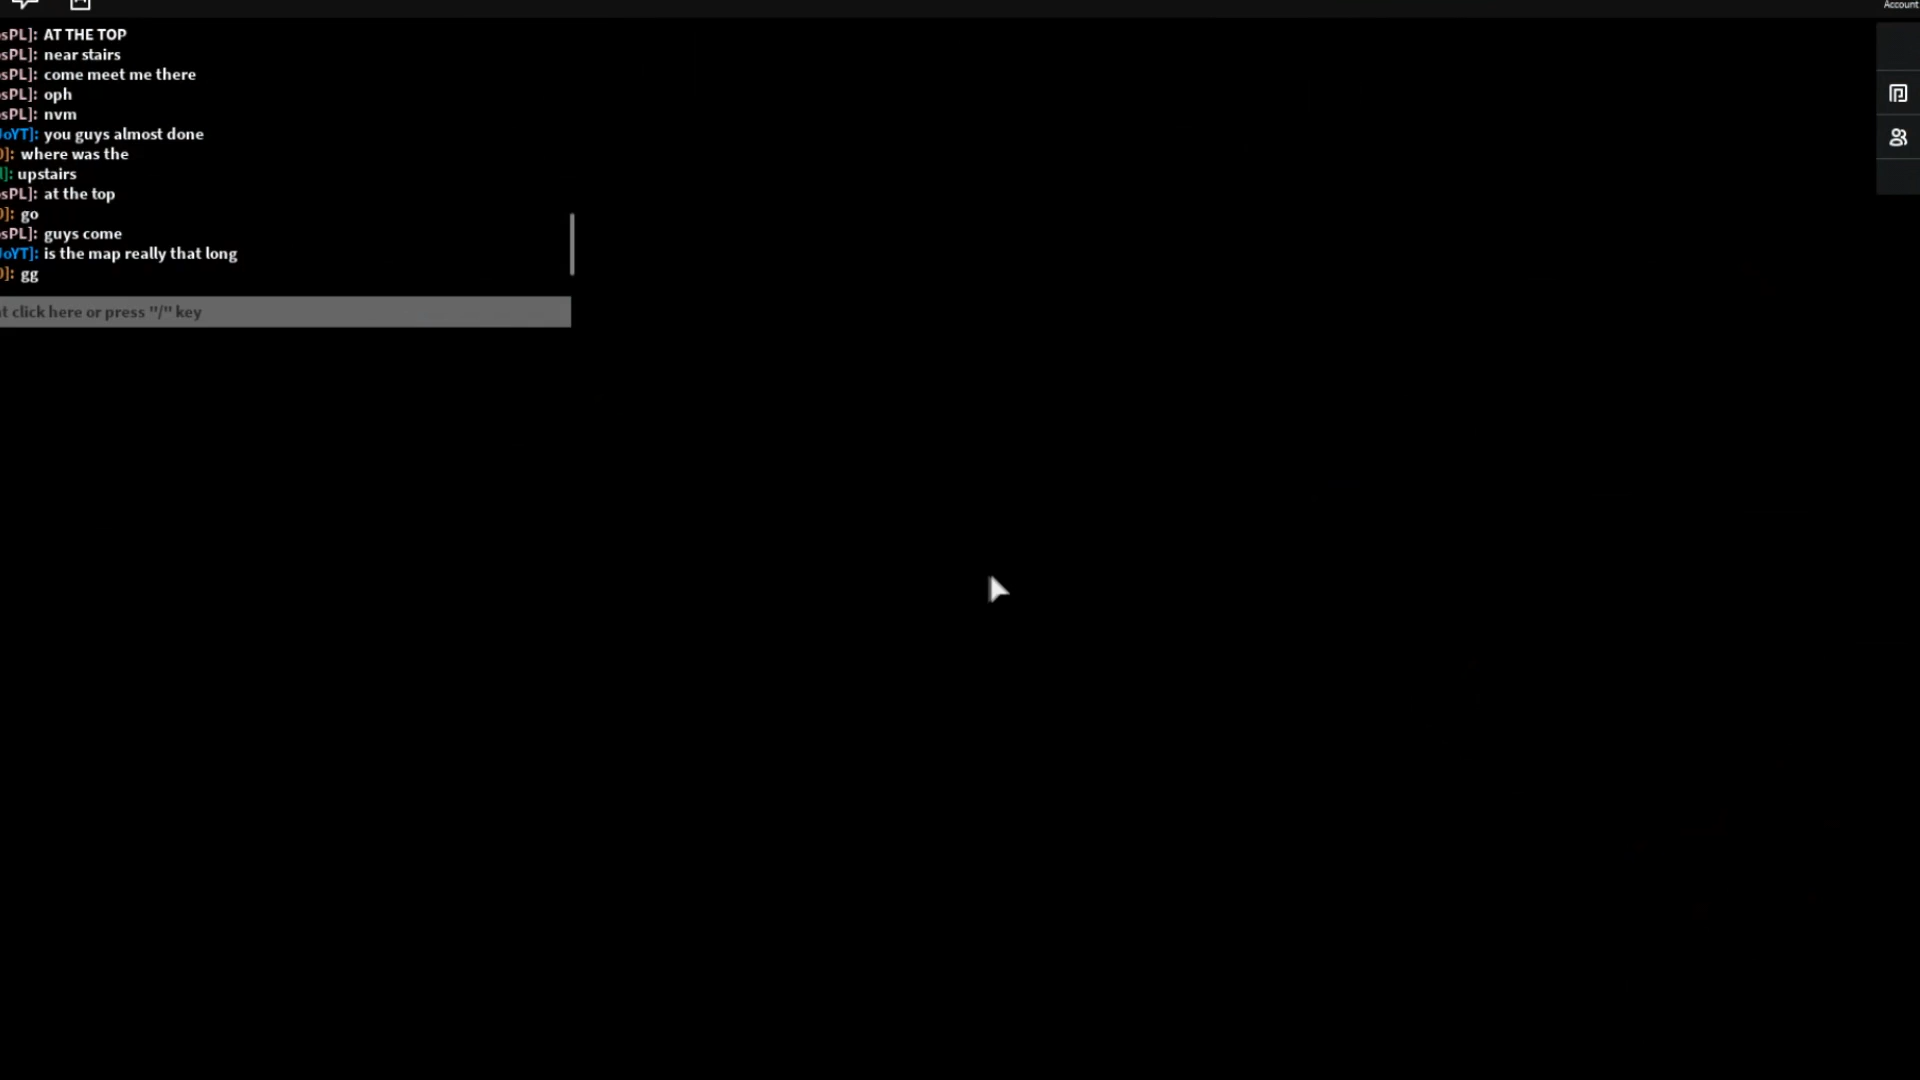 Account
sPL]: AT THE TOP
sPL]: near stairs
sPL]: come meet me there
sPL]: oph
sPL]: nvm
JoYT]: you guys almost done
]: where was the
]: upstairs
sPL]: at the top
]: go
sPL]: guys come
JoYT]: is the map really that long
]: gg
t click here or press "/" key